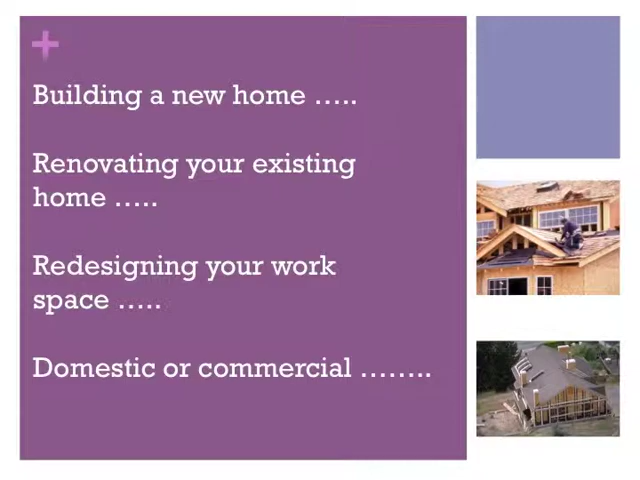 +
Building a new home …..
Renovating your existing
home …..
Redesigning your work
space …..
Domestic or commercial ……..